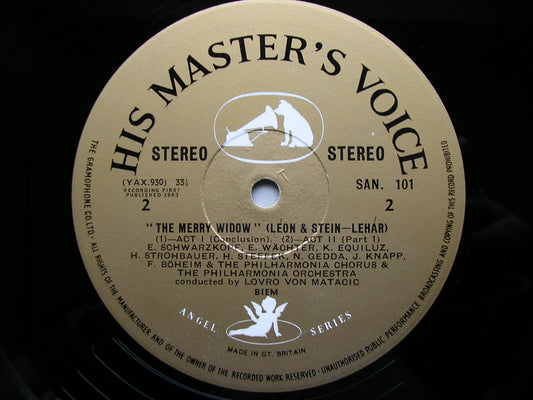 HIS MASTER'S VOICE
STEREO STEREO
(YAX.930) 33⅓ SAN. 101
RECORDING FIRST
PUBLISHED 1963
2 2
"THE MERRY WIDOW" (LÉON & STEIN—LEHÁR)
(1)—ACT I (Conclusion). (2)—ACT II (Part 1)
E. SCHWARZKOPF, E. WÄCHTER, K. EQUILUZ,
H. STROHBAUER, H. STEFFEK, N. GEDDA, J. KNAPP,
F. BÖHEIM & THE PHILHARMONIA CHORUS &
THE PHILHARMONIA ORCHESTRA
conducted by LOVRO VON MATACIC
BIEM
ANGEL SERIES
MADE IN GT. BRITAIN
THE GRAMOPHONE CO. LTD. - ALL RIGHTS OF THE MANUFACTURER AND OF THE OWNER OF THE RECORDED WORK RESERVED - UNAUTHORISED PUBLIC PERFORMANCE BROADCASTING AND COPYING OF THIS RECORD PROHIBITED